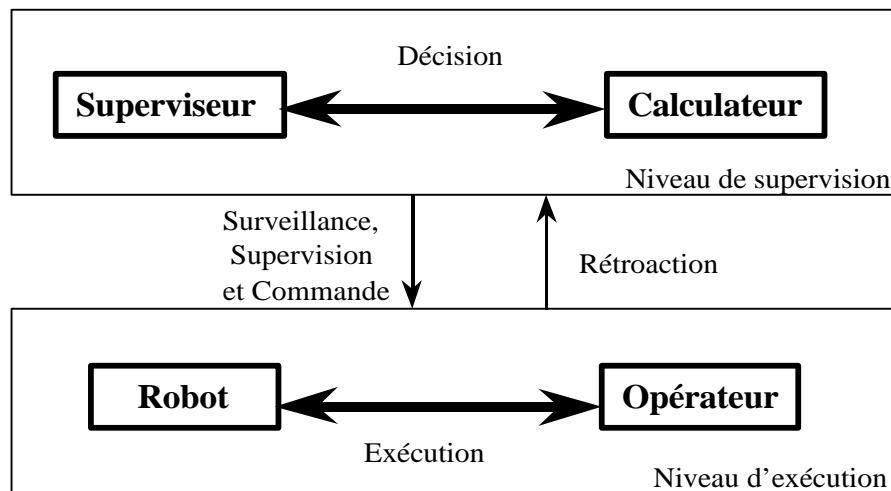 Décision
Superviseur
Calculateur
Niveau de supervision
Surveillance,
Supervision
et Commande
Rétroaction
Robot
Opérateur
Exécution
Niveau d’exécution